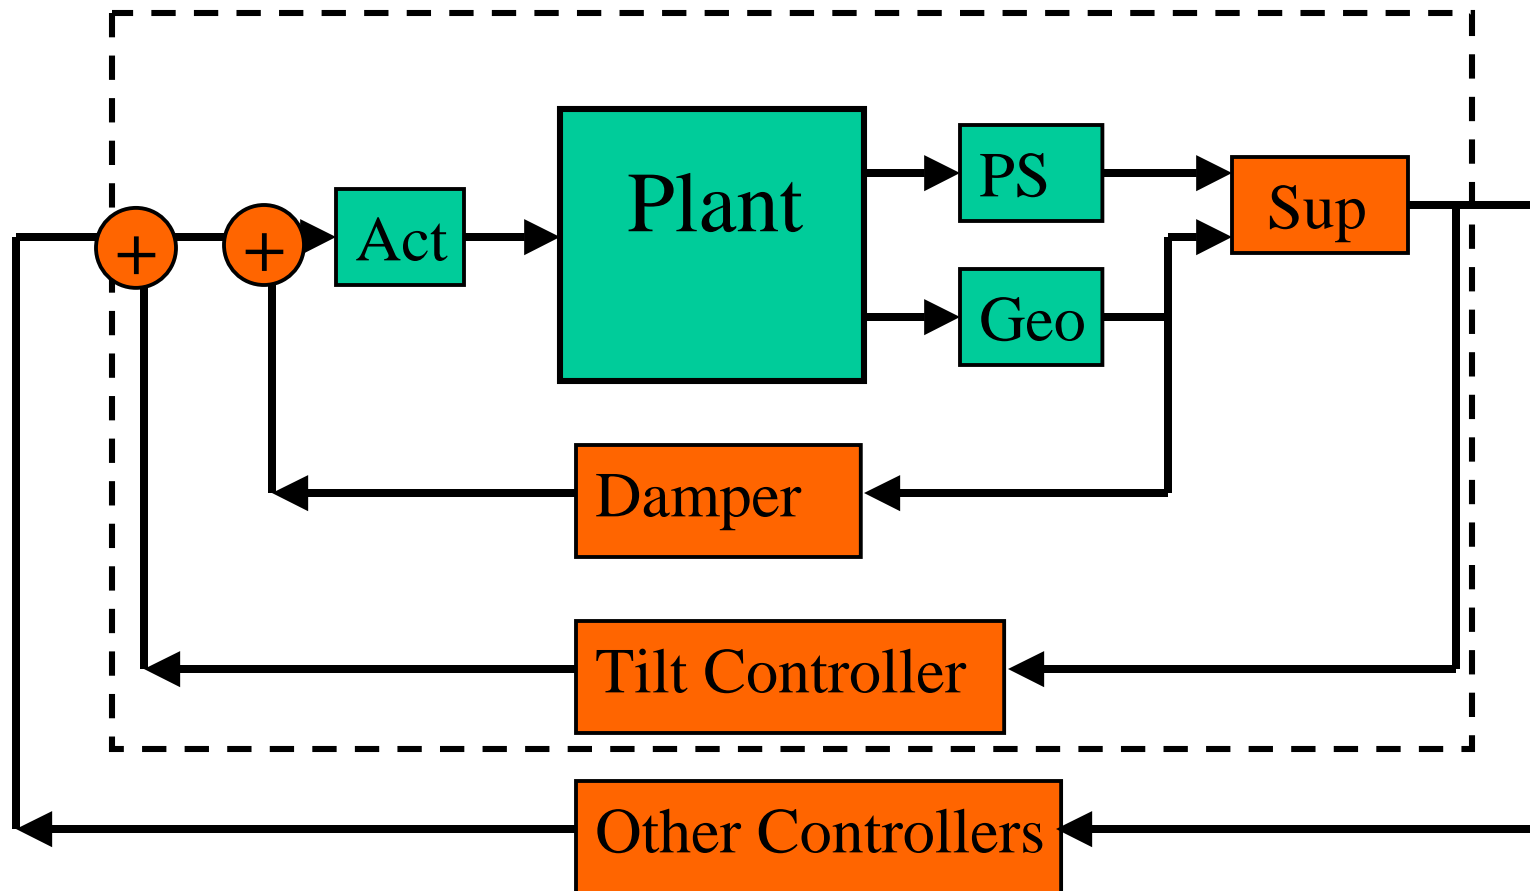 Plant
PS
Sup
+
+
Act
Geo
Damper
Tilt Controller
Other Controllers